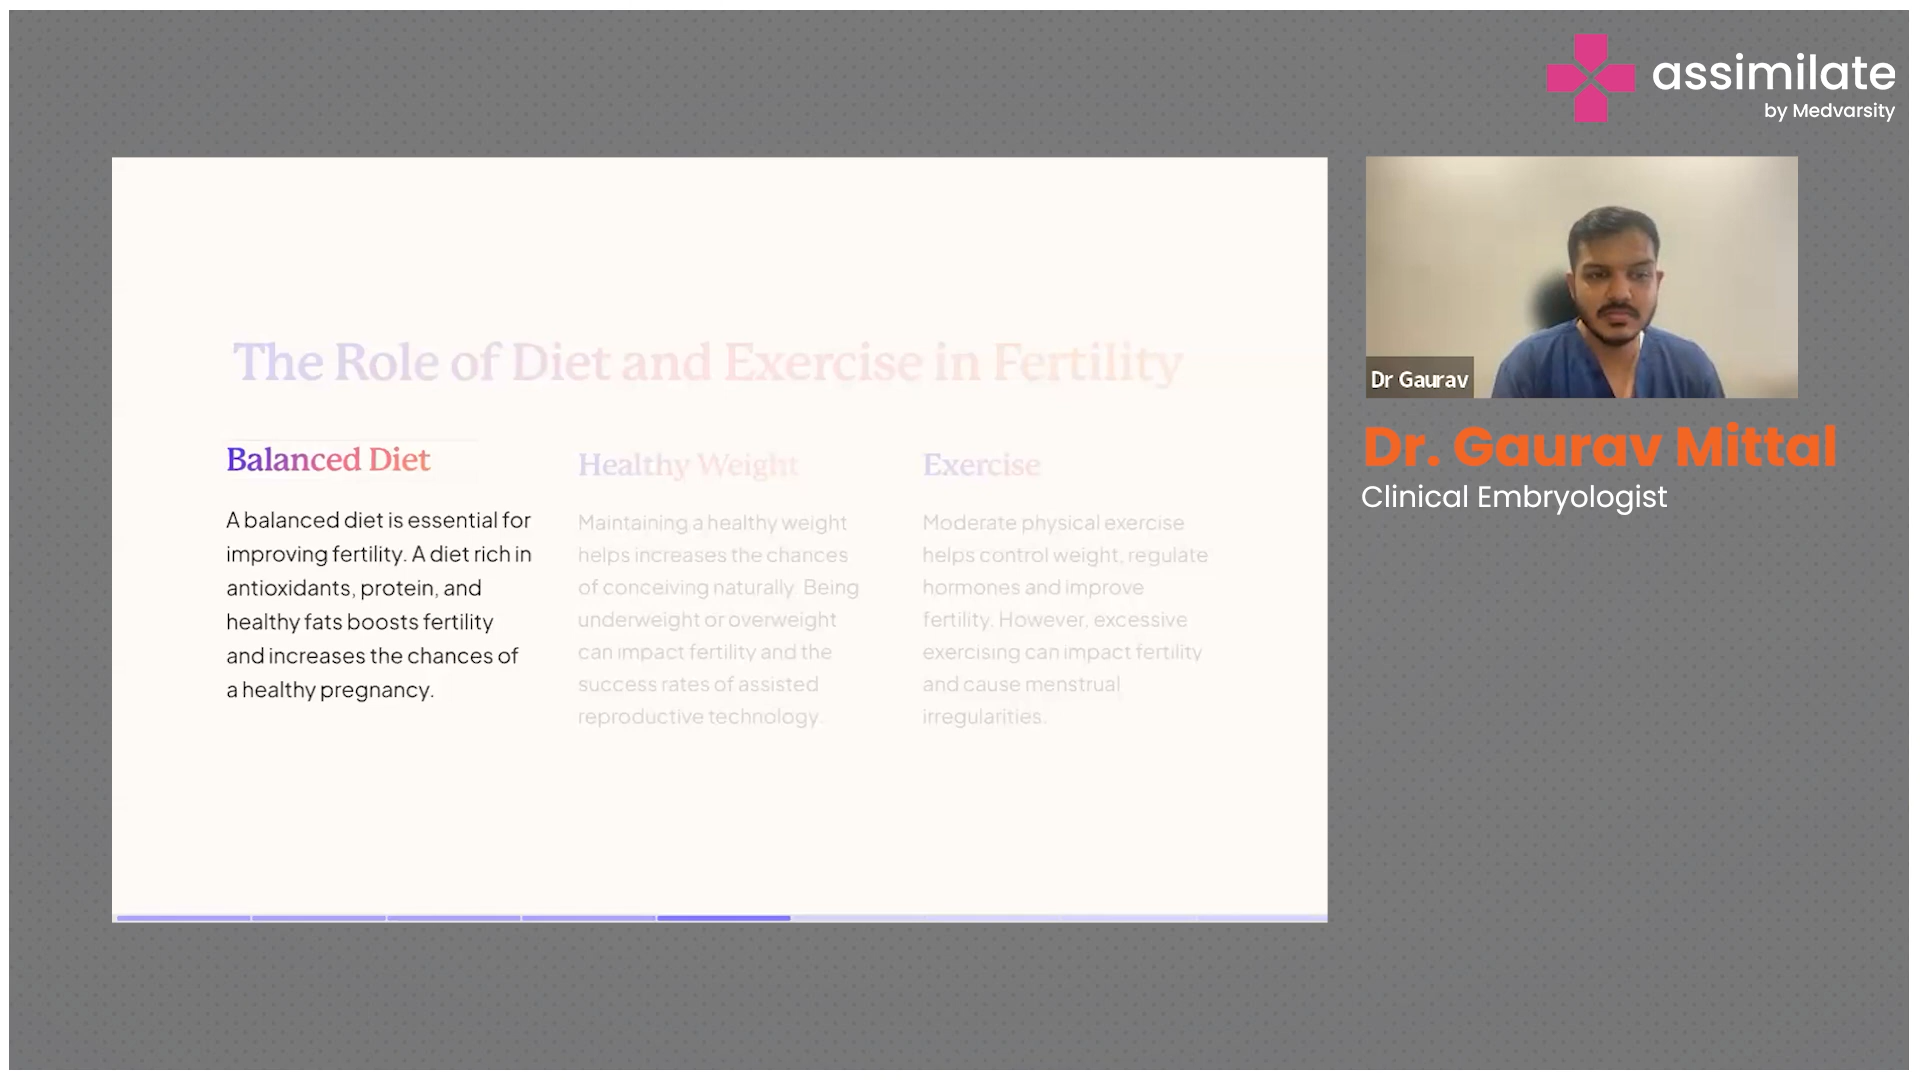 assimilate
by Medvarsity
The Role of Diet and Exercise in Fertility
Balanced Diet
A balanced diet is essential for
improving fertility. A diet rich in
antioxidants, protein, and
healthy fats boosts fertility
and increases the chances of
a healthy pregnancy.
Healthy Weight
Maintaining a healthy weight
helps increases the chances
of conceiving naturally. Being
underweight or overweight
can impact fertility and the
success rates of assisted
reproductive technology.
Exercise
Moderate physical exercise
helps control weight, regulate
hormones and improve
fertility. However, excessive
exercising can impact fertility
and cause menstrual
irregularities.
Dr Gaurav
Dr. Gaurav Mittal
Clinical Embryologist